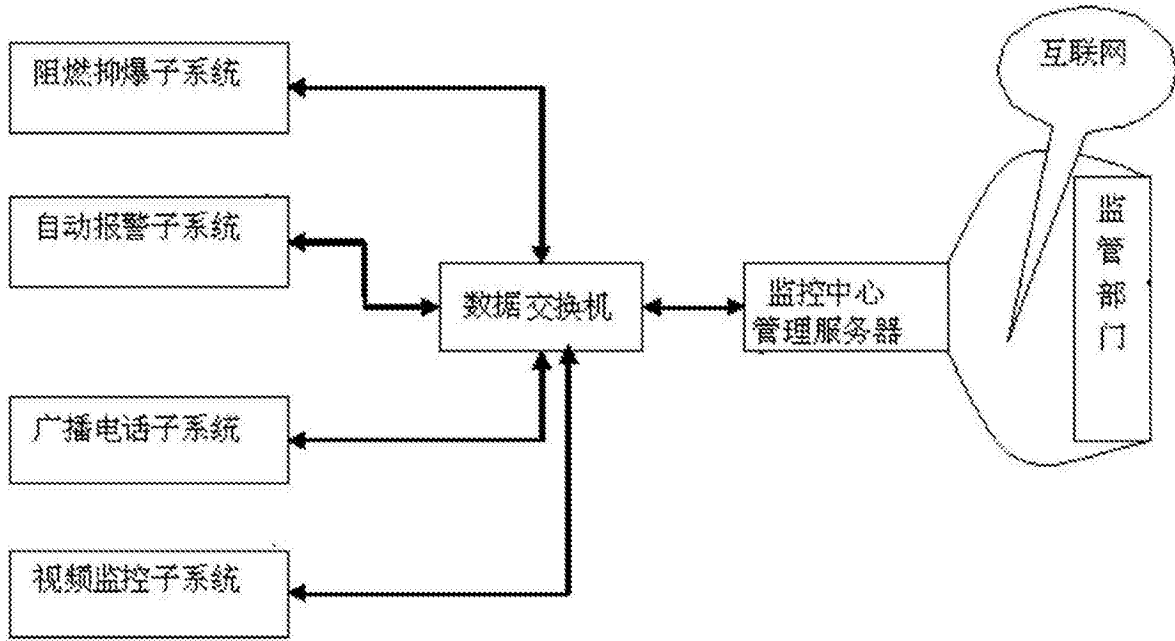 阻燃抑爆子系统
自动报警子系统
广播电话子系统
视频监控子系统
数据交换机
监控中心
管理服务器
互联网
监管部门